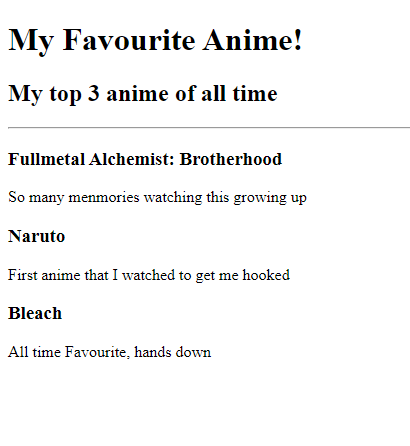 My Favourite Anime!
My top 3 anime of all time
Fullmetal Alchemist: Brotherhood
So many menmories watching this growing up
Naruto
First anime that I watched to get me hooked
Bleach
All time Favourite, hands down